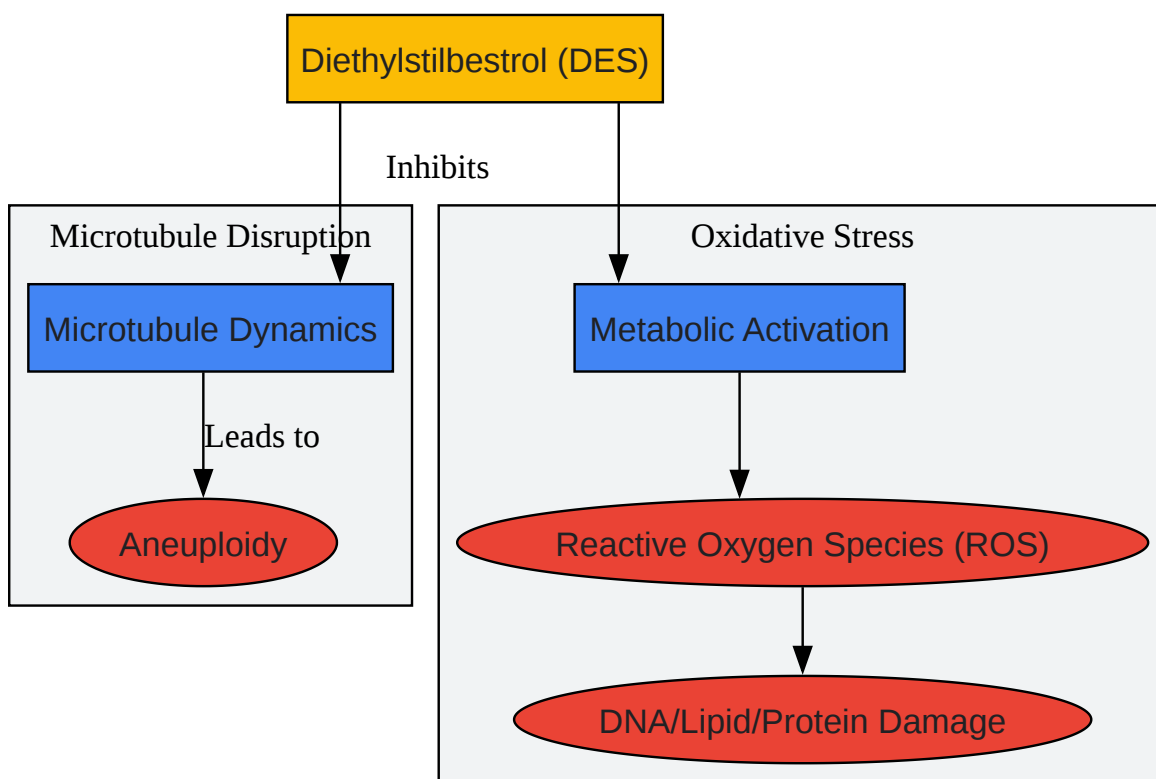 Diethylstilbestrol (DES)
Inhibits
Microtubule Disruption
Oxidative Stress
Microtubule Dynamics
Metabolic Activation
Leads to
Aneuploidy
Reactive Oxygen Species (ROS)
DNA/Lipid/Protein Damage